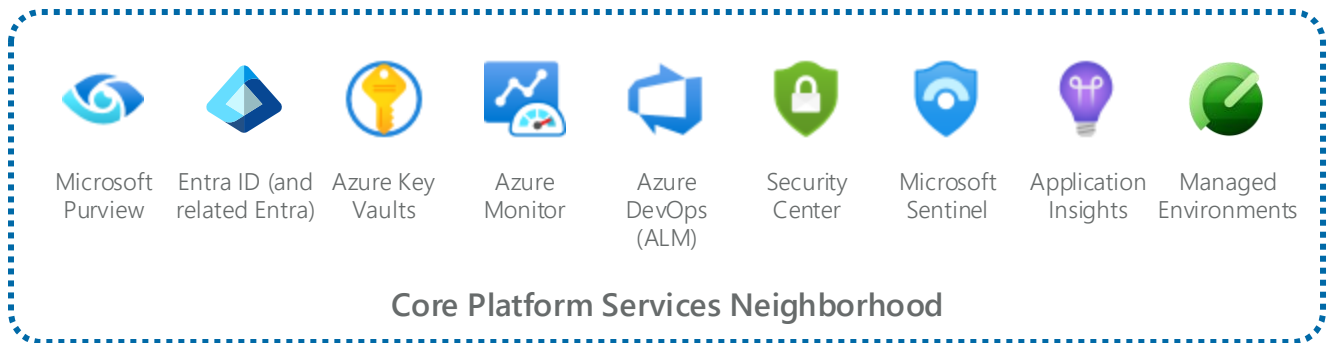 Microsoft
Purview
Entra ID (and
related Entra)
Azure Key
Vaults
Azure
Monitor
Azure
DevOps
(ALM)
Security
Center
Microsoft
Sentinel
Application
Insights
Managed
Environments
Core Platform Services Neighborhood